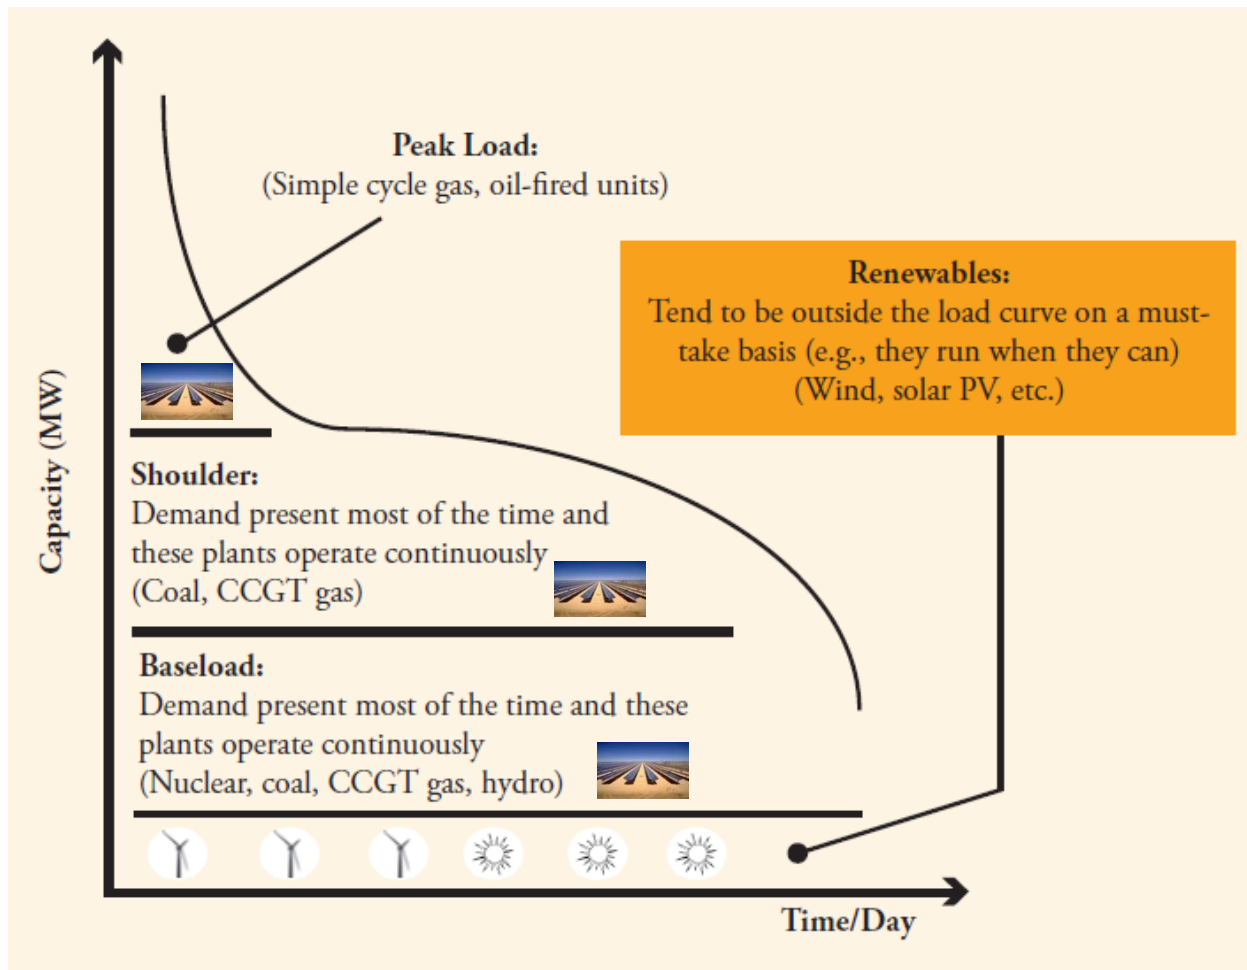 Peak Load:
(Simple cycle gas, oil-fired units)
Renewables:
Tend to be outside the load curve on a must-
take basis (e.g., they run when they can)
(Wind, solar PV, etc.)
Capacity (MW)
Shoulder:
Demand present most of the time and
these plants operate continuously
(Coal, CCGT gas)
Baseload:
Demand present most of the time and these
plants operate continuously
(Nuclear, coal, CCGT gas, hydro)
Time/Day